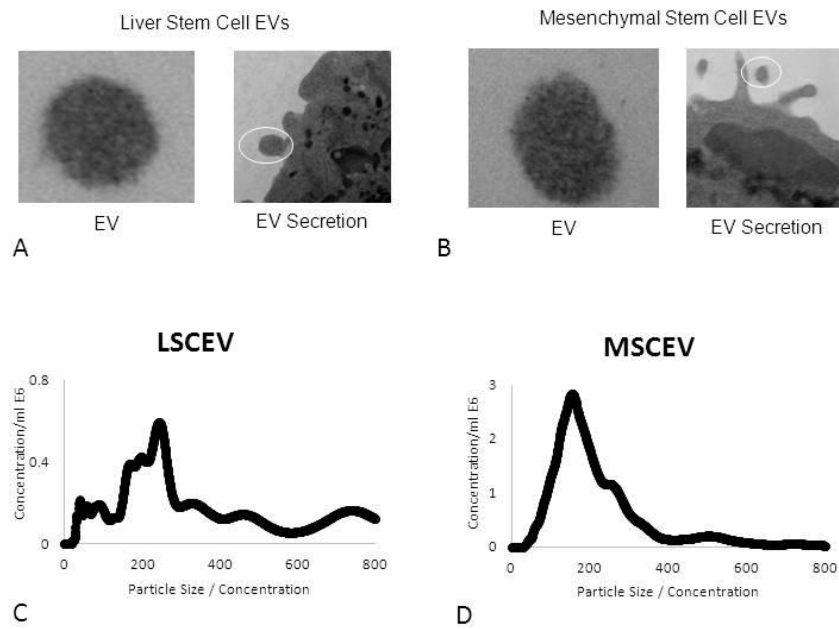 Liver Stem Cell EVs
Mesenchymal Stem Cell EVs
EV
EV Secretion
EV
EV Secretion
A
B
LSCEV
Concentration/ml E6
0.8
0.4
0
0
200
400
600
800
Particle Size / Concentration
C
MSCEV
Concentration/ml E6
3
2
1
0
0
200
400
600
800
Particle Size / Concentration
D